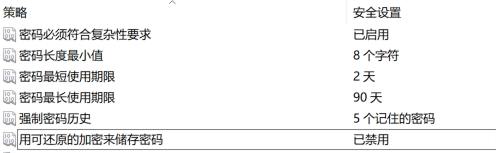 策略 安全设置
密码必须符合复杂性要求 已启用
密码长度最小值 8 个字符
密码最短使用期限 2 天
密码最长使用期限 90 天
强制密码历史 5 个记住的密码
用可还原的加密来储存密码 已禁用